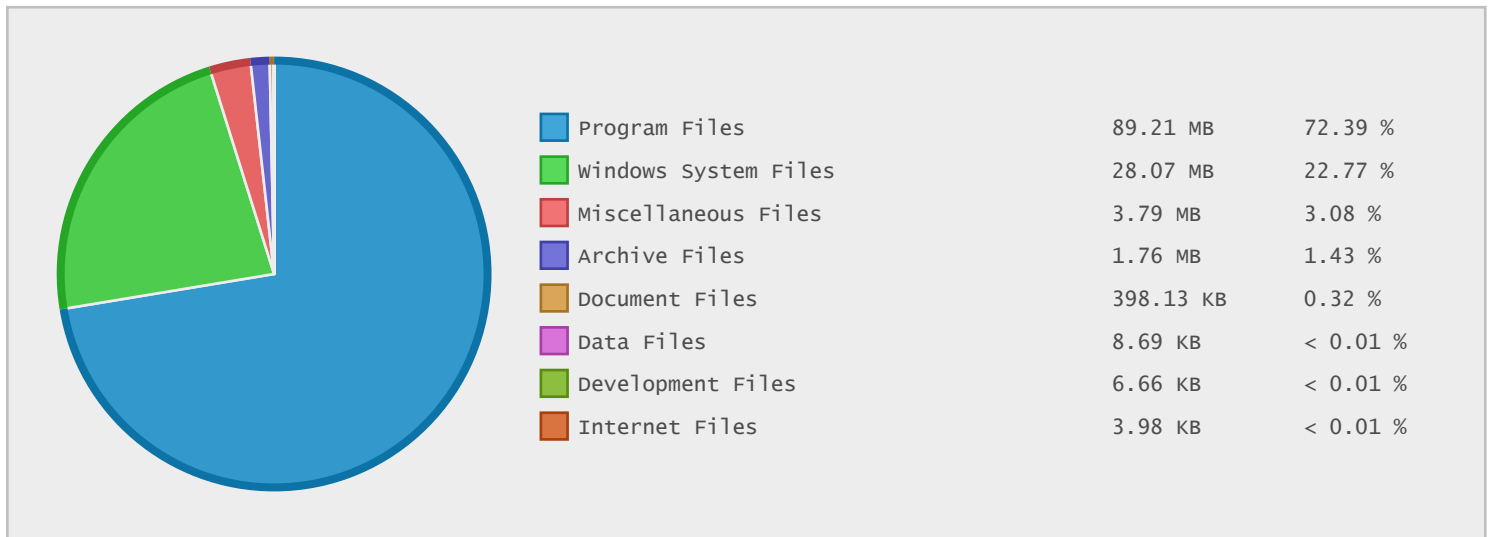 Program Files 89.21 MB 72.39 %
Windows System Files 28.07 MB 22.77 %
Miscellaneous Files 3.79 MB 3.08 %
Archive Files 1.76 MB 1.43 %
Document Files 398.13 KB 0.32 %
Data Files 8.69 KB < 0.01 %
Development Files 6.66 KB < 0.01 %
Internet Files 3.98 KB < 0.01 %